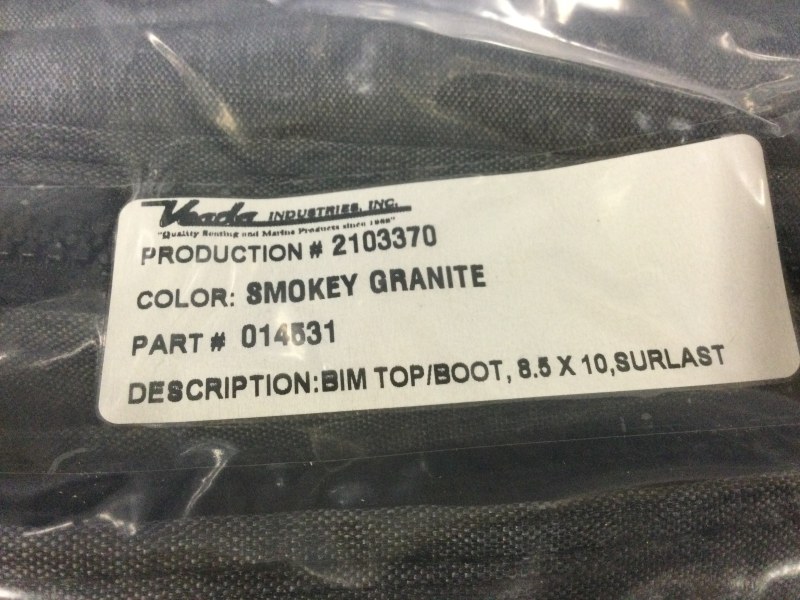 Veada INDUSTRIES, INC.
"Quality Seating and Marine Products since 1968"
PRODUCTION # 2103370
COLOR: SMOKEY GRANITE
PART # 014531
DESCRIPTION:BIM TOP/BOOT, 8.5 X 10,SURLAST